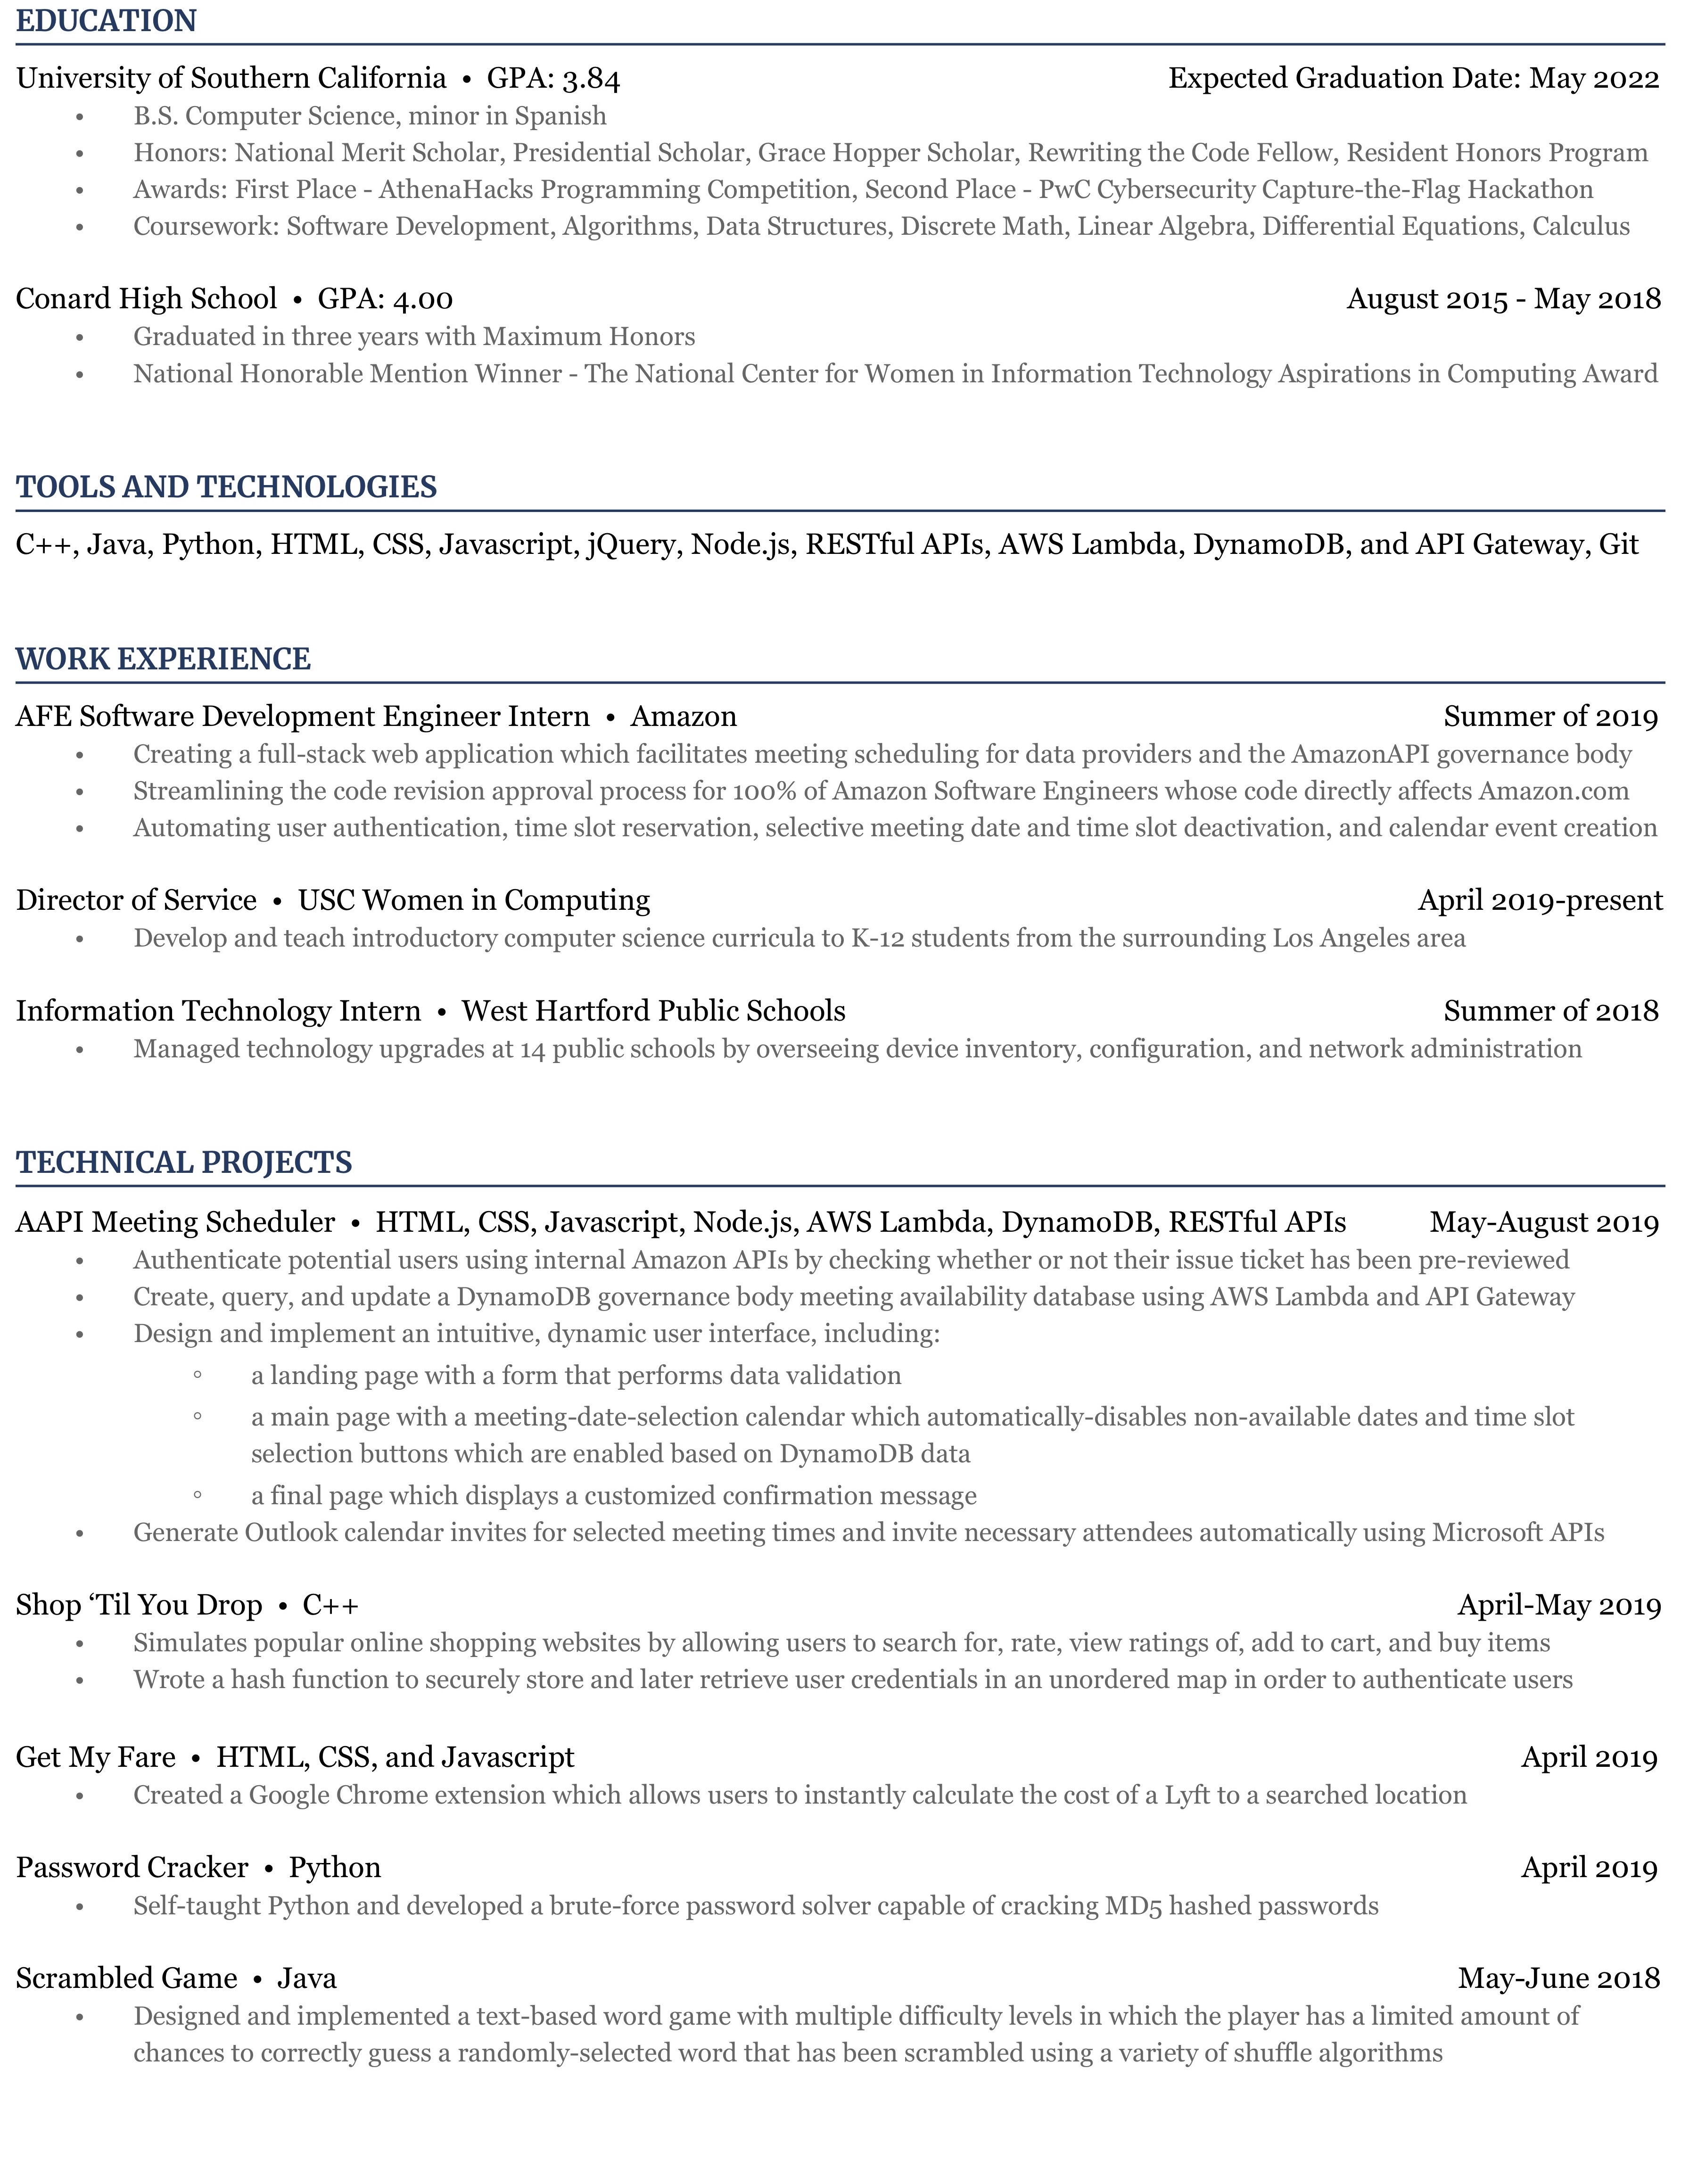 EDUCATION
University of Southern California • GPA: 3.84 Expected Graduation Date: May 2022
• B.S. Computer Science, minor in Spanish
• Honors: National Merit Scholar, Presidential Scholar, Grace Hopper Scholar, Rewriting the Code Fellow, Resident Honors Program
• Awards: First Place - AthenaHacks Programming Competition, Second Place - PwC Cybersecurity Capture-the-Flag Hackathon
• Coursework: Software Development, Algorithms, Data Structures, Discrete Math, Linear Algebra, Differential Equations, Calculus
Conard High School • GPA: 4.00 August 2015 - May 2018
• Graduated in three years with Maximum Honors
• National Honorable Mention Winner - The National Center for Women in Information Technology Aspirations in Computing Award
TOOLS AND TECHNOLOGIES
C++, Java, Python, HTML, CSS, Javascript, jQuery, Node.js, RESTful APIs, AWS Lambda, DynamoDB, and API Gateway, Git
WORK EXPERIENCE
AFE Software Development Engineer Intern • Amazon Summer of 2019
• Creating a full-stack web application which facilitates meeting scheduling for data providers and the AmazonAPI governance body
• Streamlining the code revision approval process for 100% of Amazon Software Engineers whose code directly affects Amazon.com
• Automating user authentication, time slot reservation, selective meeting date and time slot deactivation, and calendar event creation
Director of Service • USC Women in Computing April 2019-present
• Develop and teach introductory computer science curricula to K-12 students from the surrounding Los Angeles area
Information Technology Intern • West Hartford Public Schools Summer of 2018
• Managed technology upgrades at 14 public schools by overseeing device inventory, configuration, and network administration
TECHNICAL PROJECTS
AAPI Meeting Scheduler • HTML, CSS, Javascript, Node.js, AWS Lambda, DynamoDB, RESTful APIs May-August 2019
• Authenticate potential users using internal Amazon APIs by checking whether or not their issue ticket has been pre-reviewed
• Create, query, and update a DynamoDB governance body meeting availability database using AWS Lambda and API Gateway
• Design and implement an intuitive, dynamic user interface, including:
◦ a landing page with a form that performs data validation
◦ a main page with a meeting-date-selection calendar which automatically-disables non-available dates and time slot
selection buttons which are enabled based on DynamoDB data
◦ a final page which displays a customized confirmation message
• Generate Outlook calendar invites for selected meeting times and invite necessary attendees automatically using Microsoft APIs
Shop ‘Til You Drop • C++ April-May 2019
• Simulates popular online shopping websites by allowing users to search for, rate, view ratings of, add to cart, and buy items
• Wrote a hash function to securely store and later retrieve user credentials in an unordered map in order to authenticate users
Get My Fare • HTML, CSS, and Javascript April 2019
• Created a Google Chrome extension which allows users to instantly calculate the cost of a Lyft to a searched location
Password Cracker • Python April 2019
• Self-taught Python and developed a brute-force password solver capable of cracking MD5 hashed passwords
Scrambled Game • Java May-June 2018
• Designed and implemented a text-based word game with multiple difficulty levels in which the player has a limited amount of
chances to correctly guess a randomly-selected word that has been scrambled using a variety of shuffle algorithms